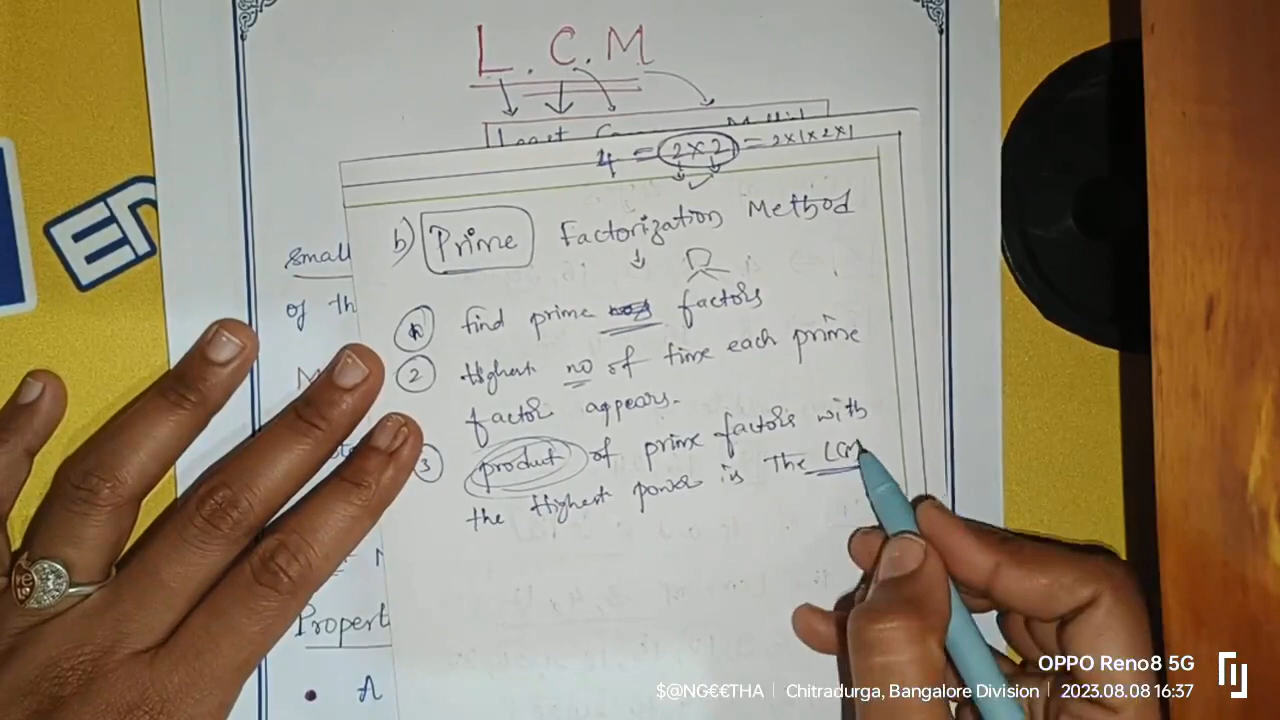 L.C.M
4 = 2×2 = 2×1×2×1
b) Prime Factorization Method
Small
of th
① find prime factors
② Highest no of time each prime
factor appears.
③ product of prime factors with
the Highest power is The LCM
Propert
• A
EN
OPPO Reno8 5G
$@NG€€THA | Chitradurga, Bangalore Division | 2023.08.08 16:37